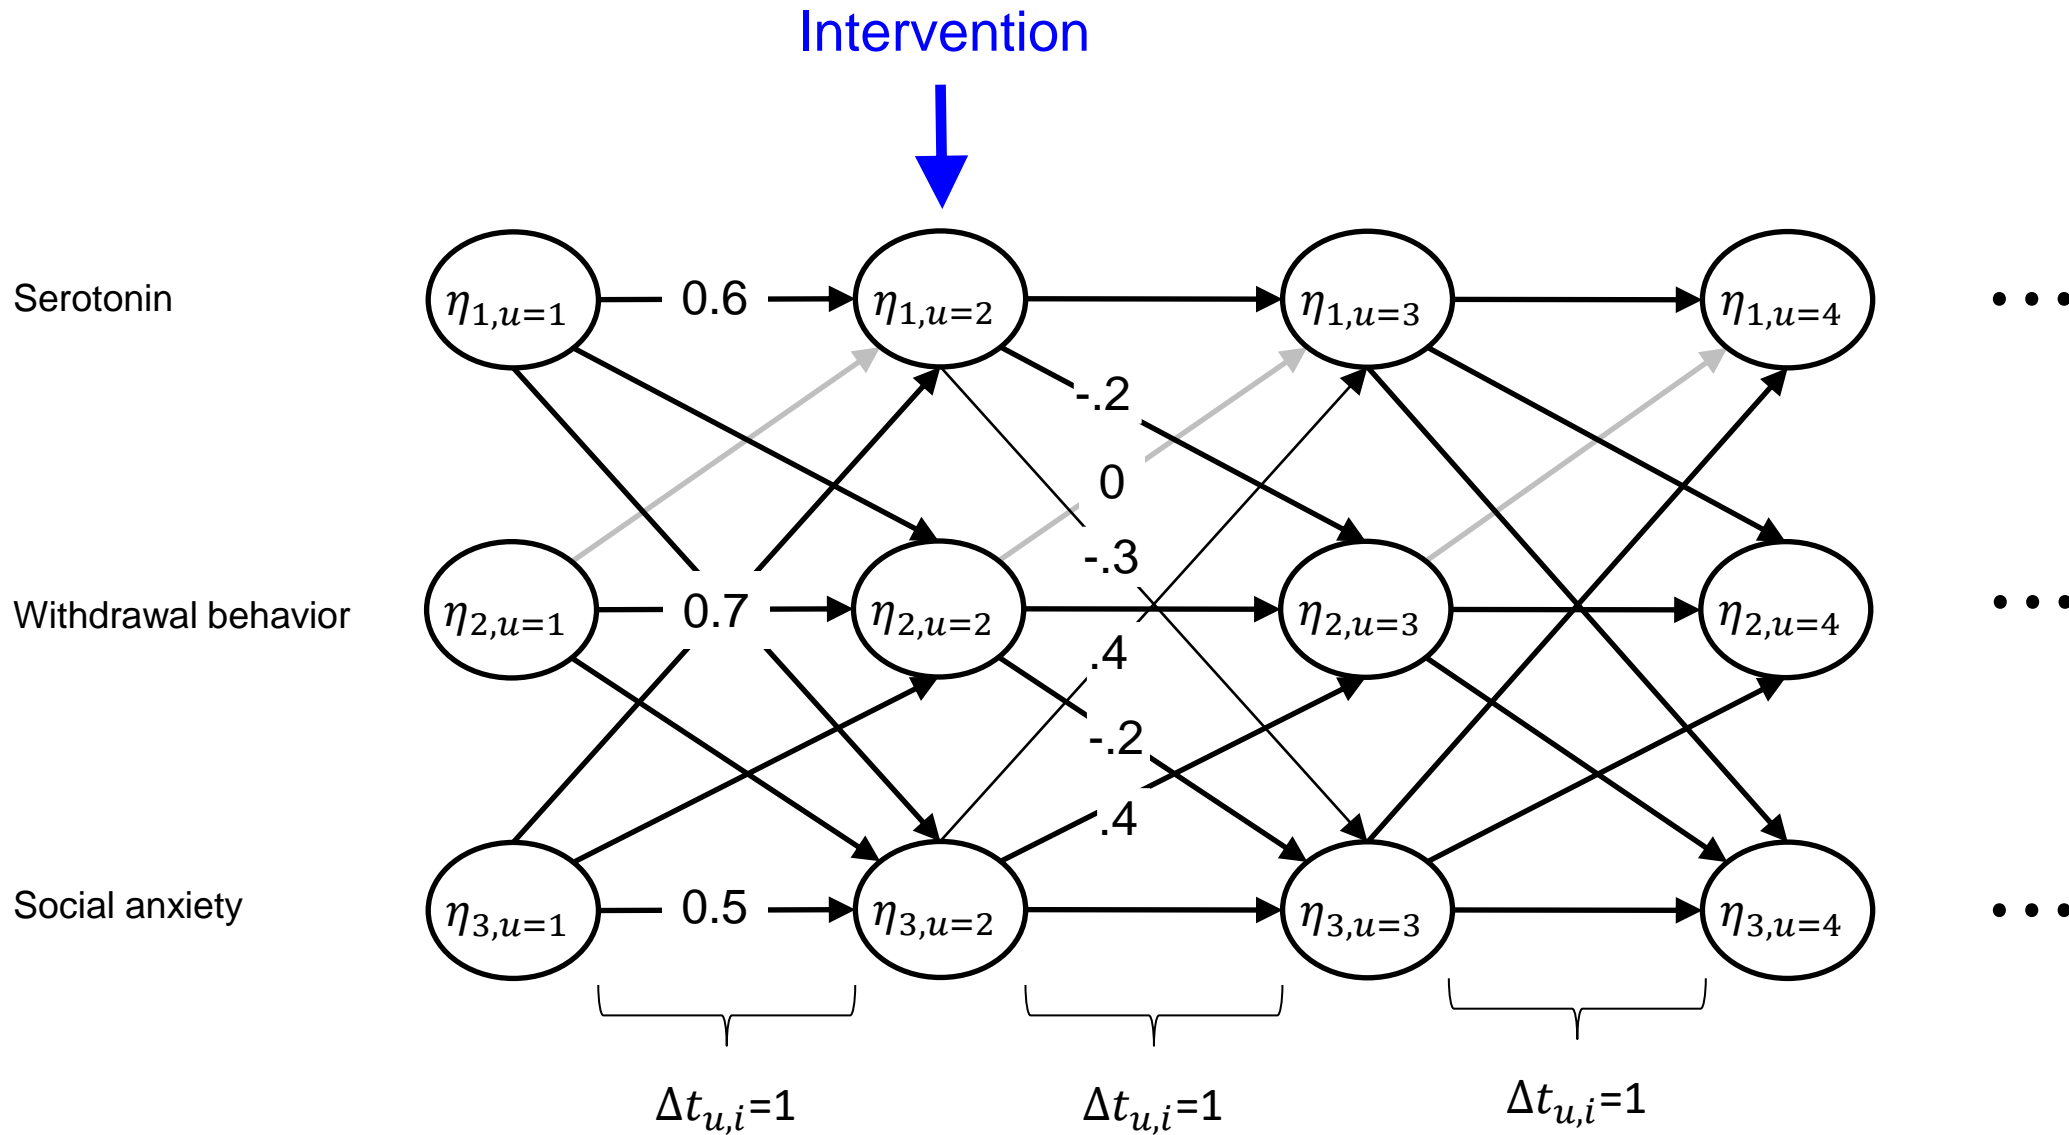 Intervention
Serotonin
η1,u=1
0.6
η1,u=2
η1,u=3
η1,u=4
...
-.2
0
-.3
Withdrawal behavior
η2,u=1
0.7
η2,u=2
η2,u=3
η2,u=4
...
.4
-.2
.4
Social anxiety
η3,u=1
0.5
η3,u=2
η3,u=3
η3,u=4
...
Δtu,i=1
Δtu,i=1
Δtu,i=1